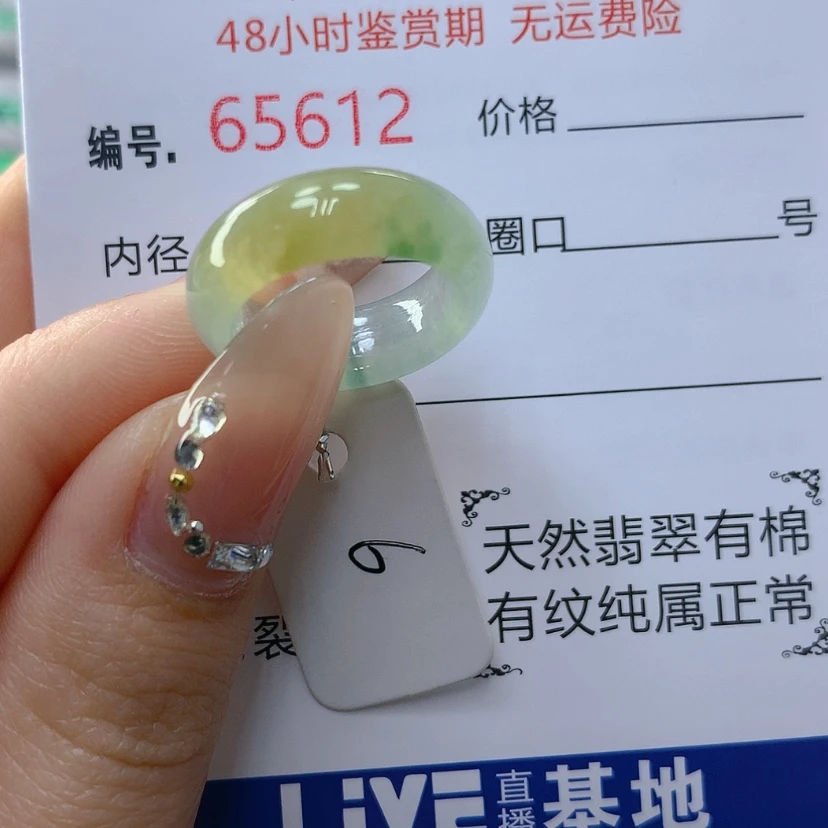 48小时鉴赏期 无运费险
编号. 65612 价格
内径 圈口 号
6
天然翡翠有棉
有纹纯属正常
裂
LiVE 直播 基地